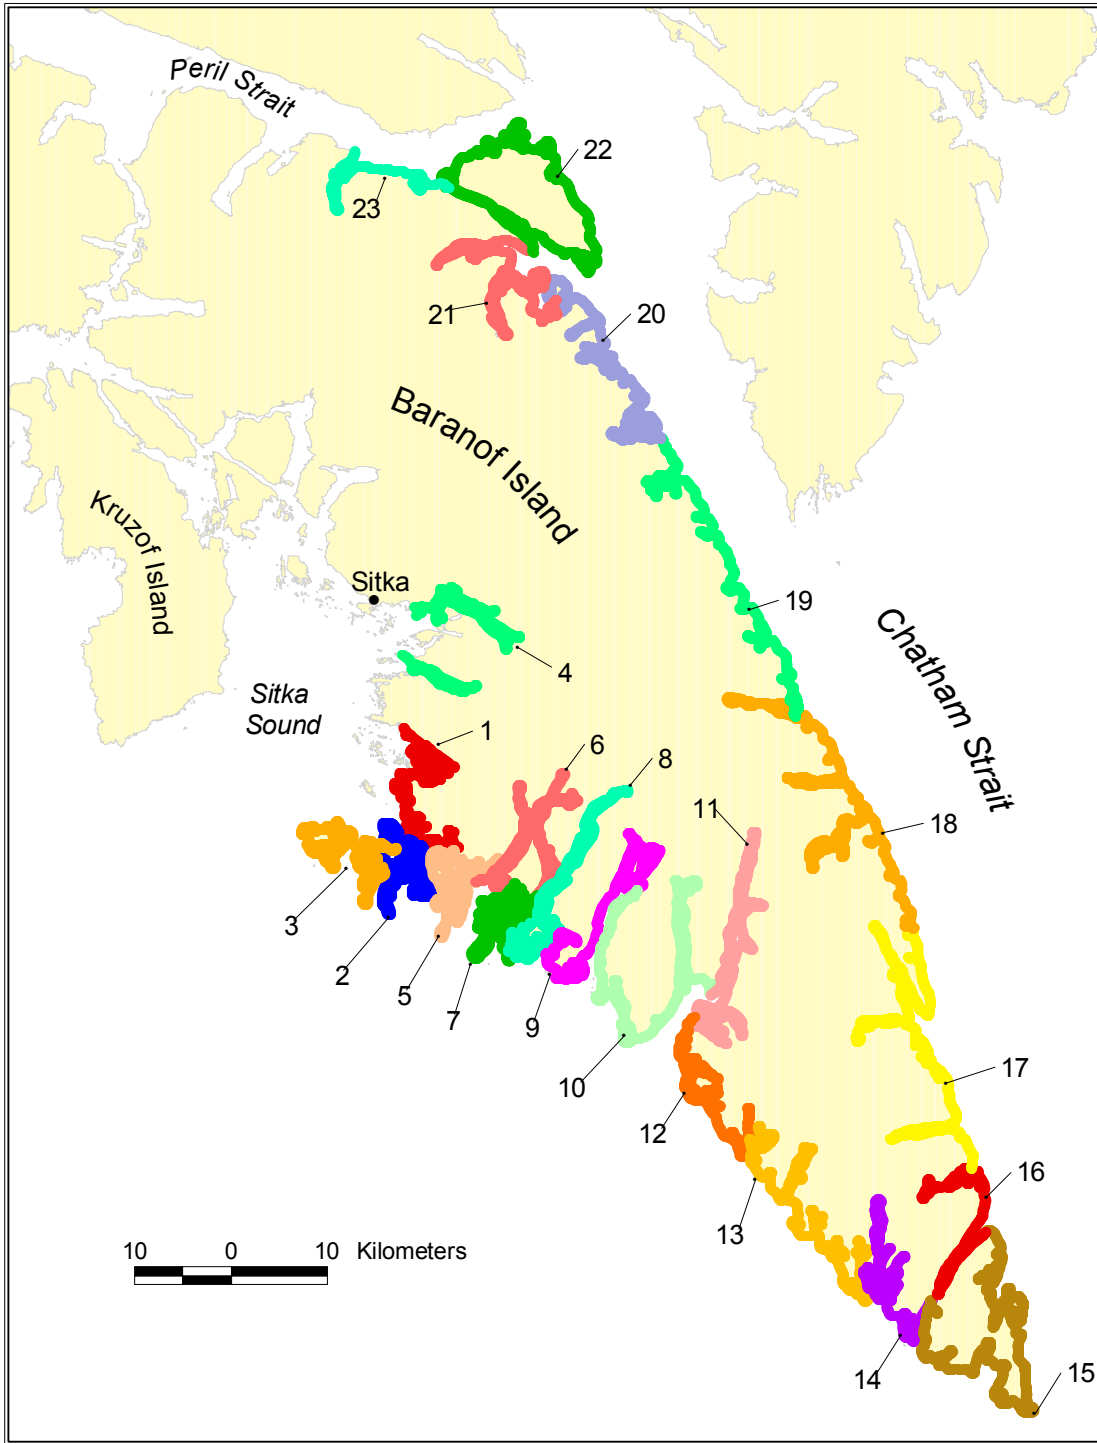 Peril Strait
22
23
21
20
Baranof Island
Kruzof Island
Sitka
19
4
Chatham Strait
Sitka
Sound
1
6
8
11
18
3
2
5
7
9
10
17
12
16
13
10 0 10 Kilometers
14
15